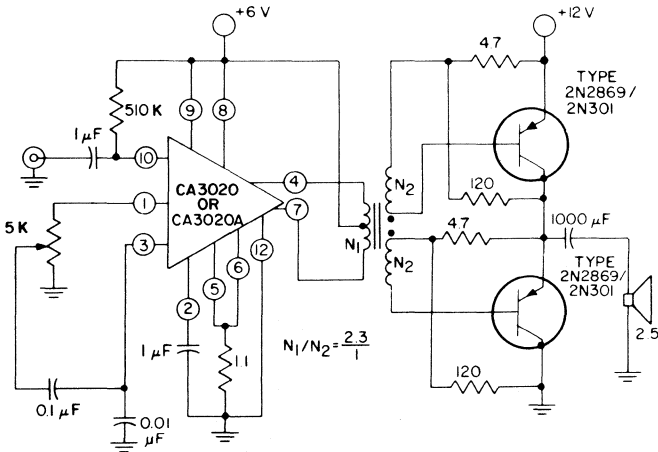 +6 V
+12 V
4.7
TYPE
2N2869/
2N301
510 K
9
8
1 µF
10
CA3020
OR
CA3020A
4
7
N2
120
1
5K
3
N1
4.7
1000 µF
N2
TYPE
2N2869/
2N301
12
6
5
2
2.5
1 µF
1.1
N1/N2 = 2.3/1
120
0.1 µF
0.01
µF